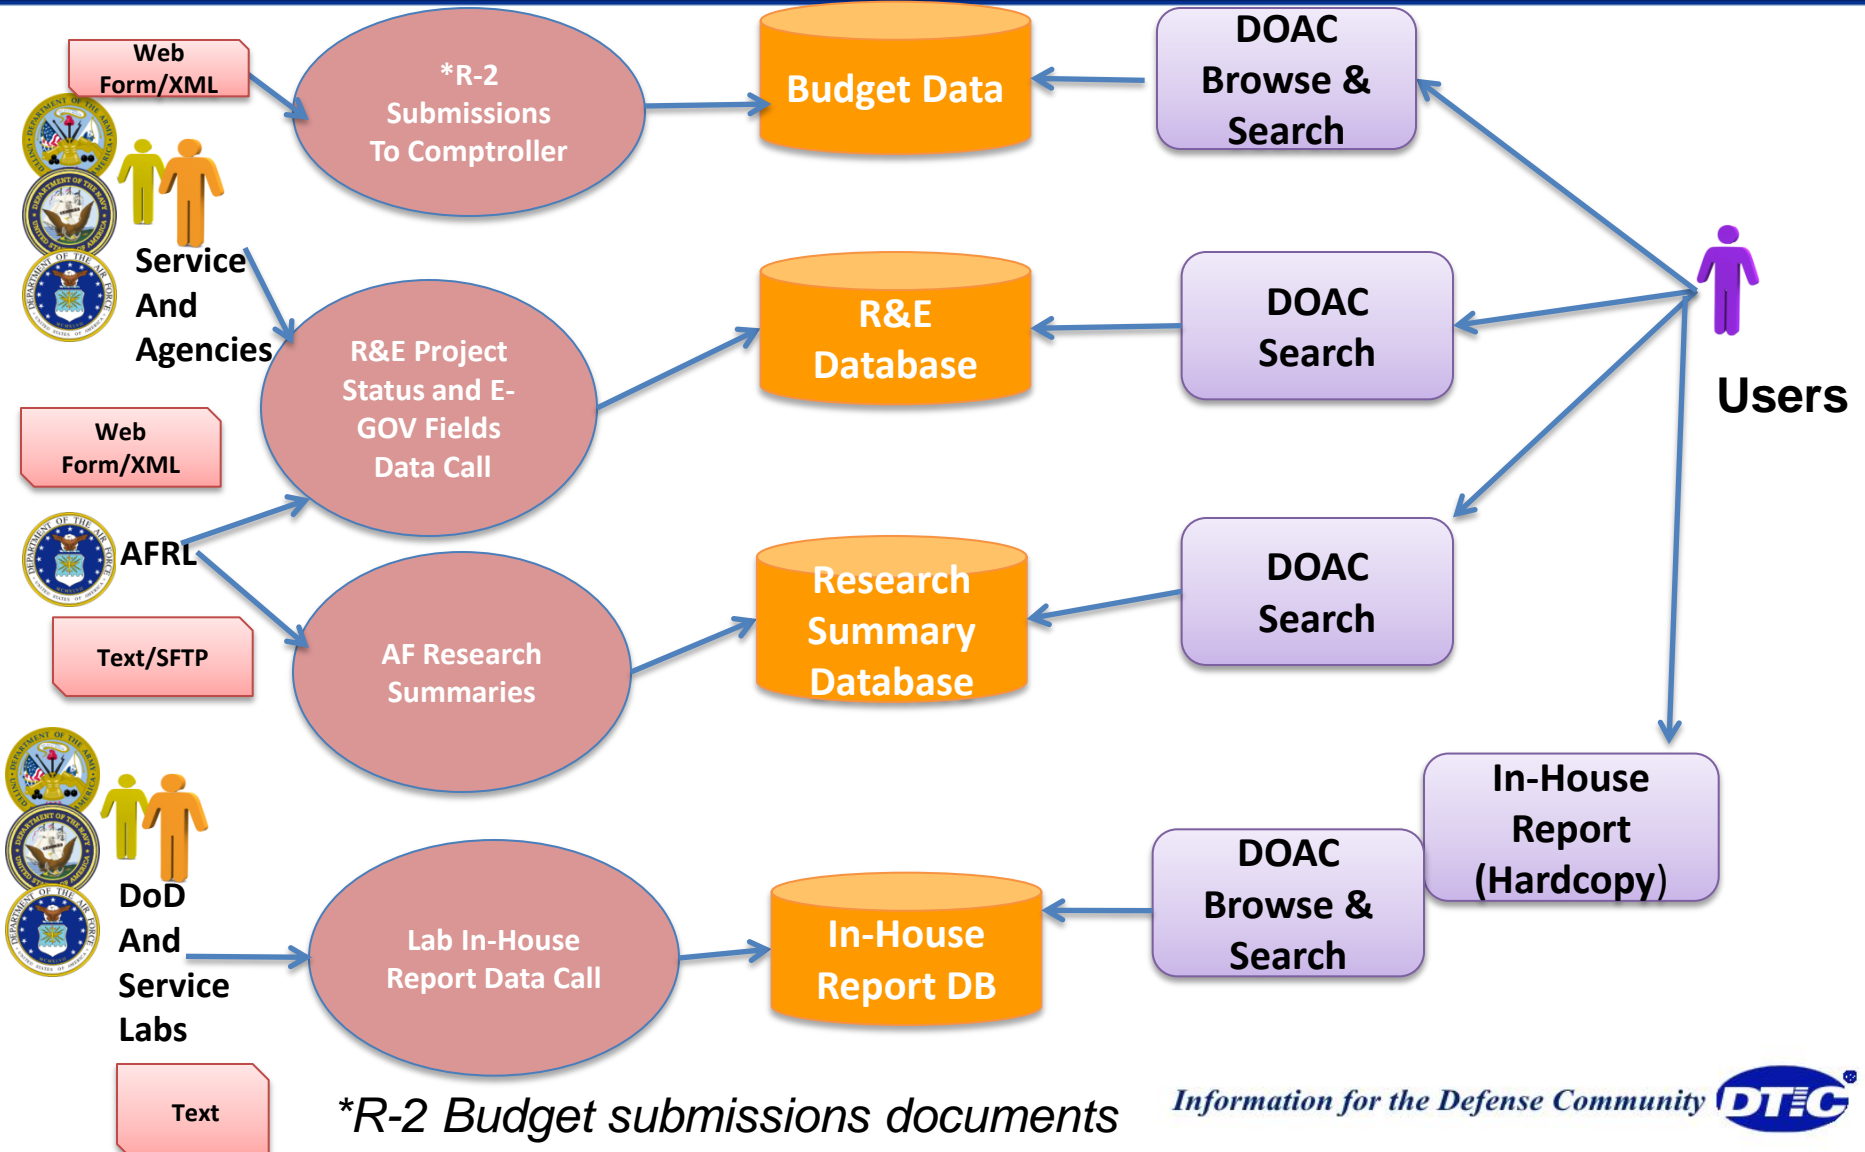 Web
Form/XML
*R-2
Submissions
To Comptroller
Budget Data
DOAC
Browse &
Search
Service
And
Agencies
R&E Project
Status and E-
GOV Fields
Data Call
R&E
Database
DOAC
Search
Users
Web
Form/XML
AFRL
Text/SFTP
AF Research
Summaries
Research
Summary
Database
DOAC
Search
In-House
Report
(Hardcopy)
DoD
And
Service
Labs
Lab In-House
Report Data Call
In-House
Report DB
DOAC
Browse &
Search
Text
*R-2 Budget submissions documents
Information for the Defense Community
DTIC